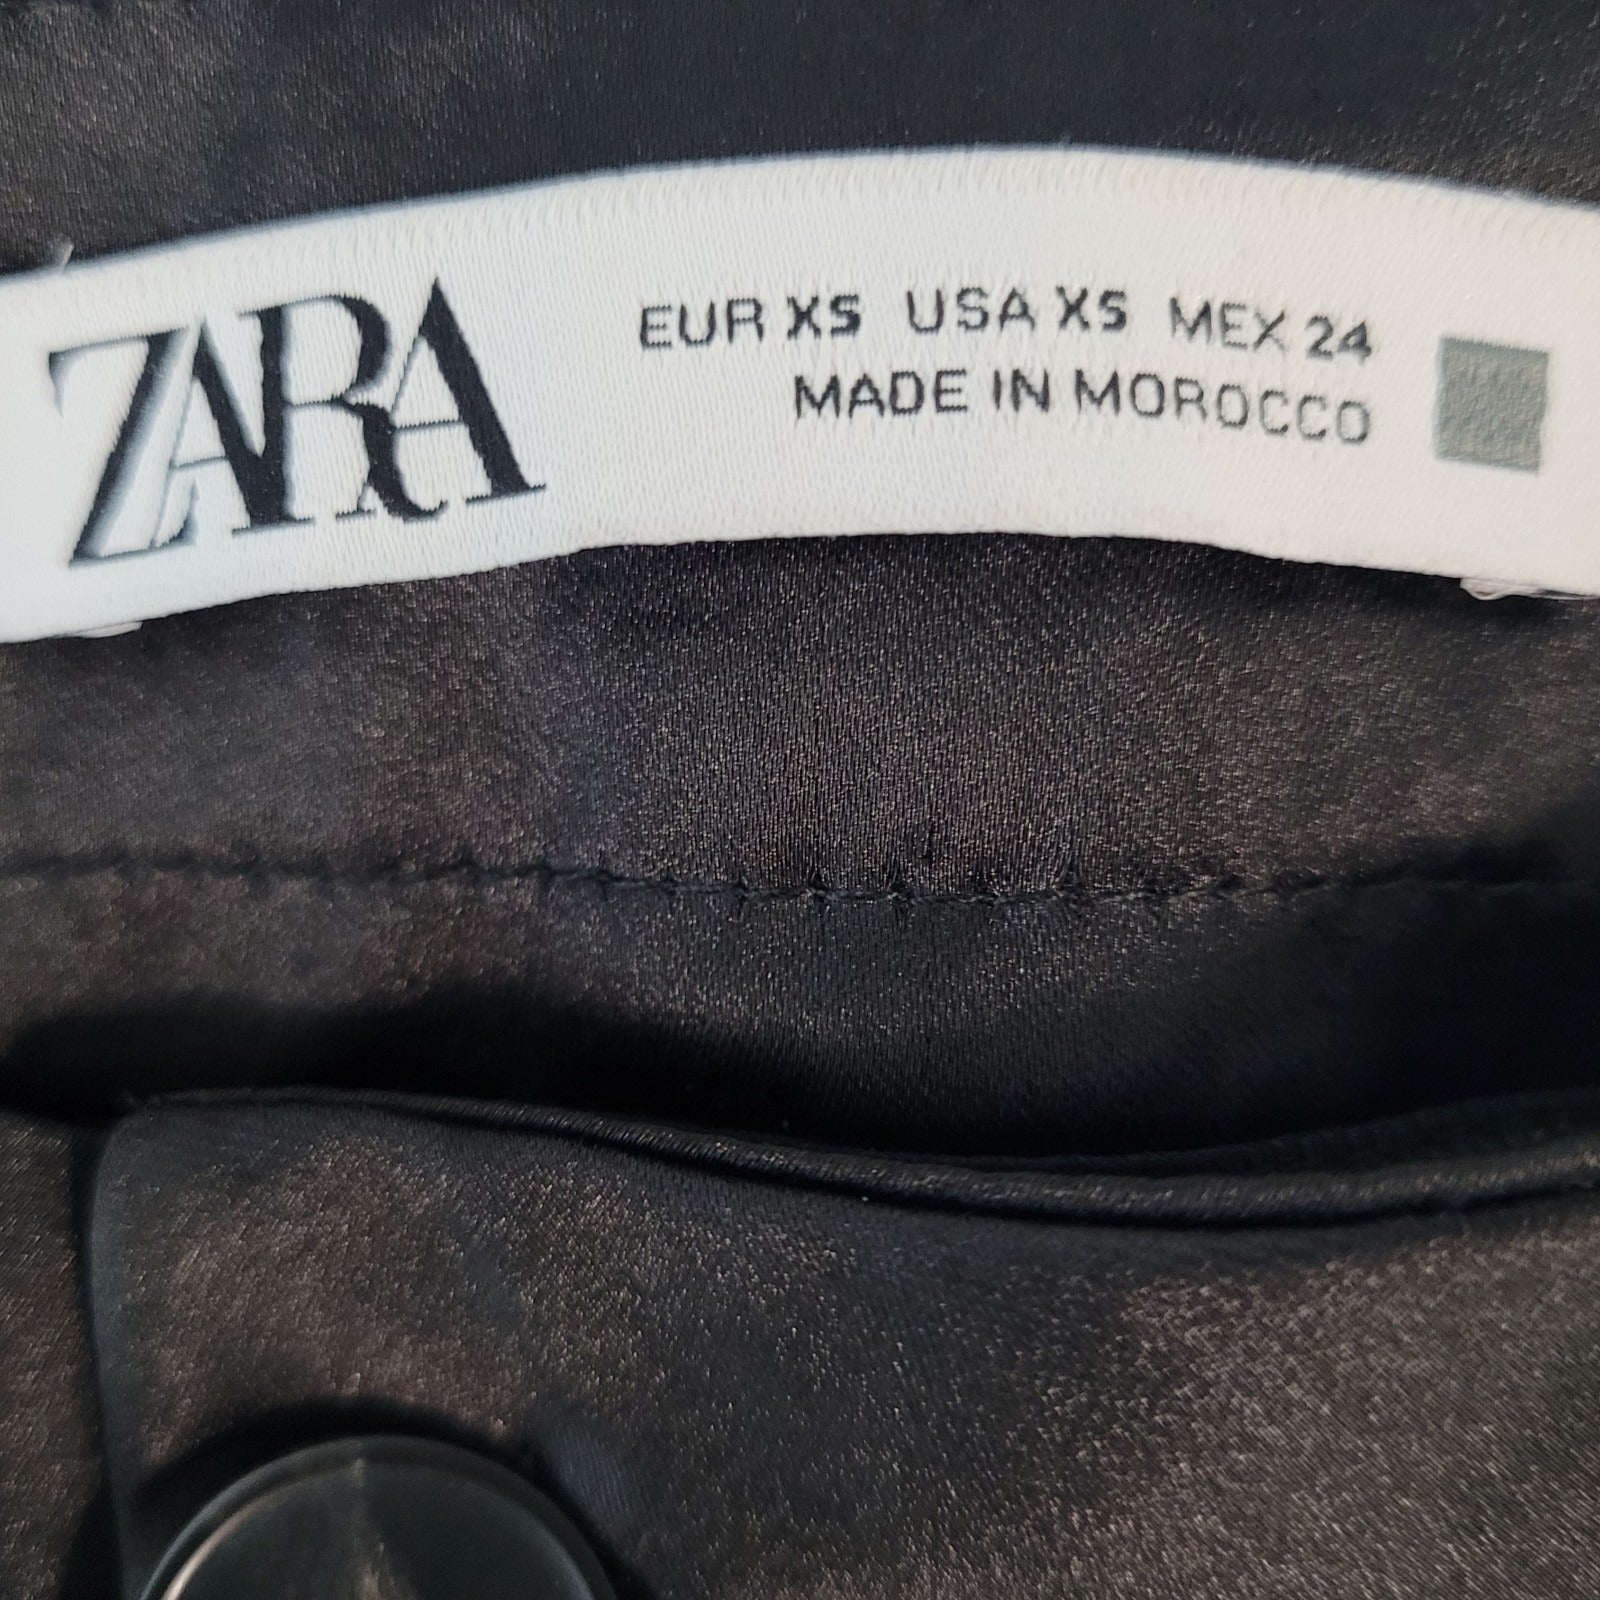 ZARA
EUR XS USA XS MEX 24
MADE IN MOROCCO